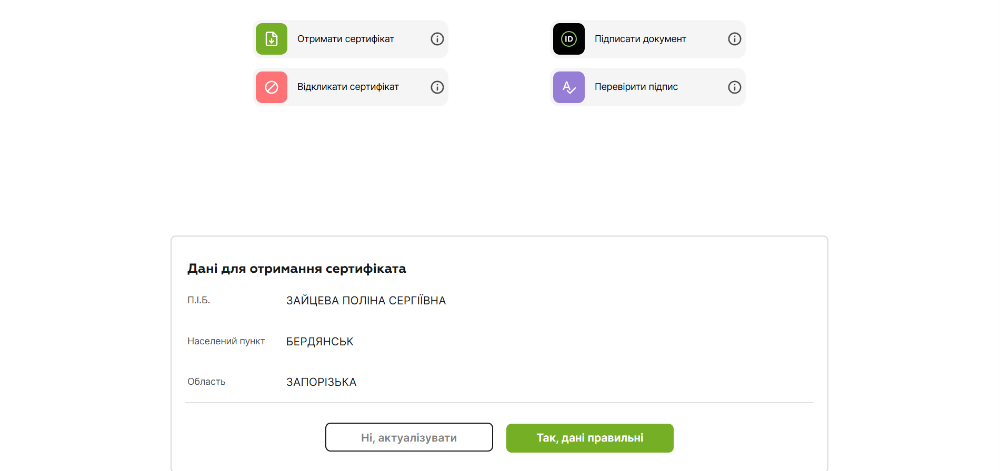 Отримати сертифікат
ID
Підписати документ
Відкликати сертифікат
Перевірити підпис
Дані для отримання сертифіката
П.І.Б.
ЗАЙЦЕВА ПОЛІНА СЕРГІЇВНА
Населений пункт
БЕРДЯНСЬК
Область
ЗАПОРІЗЬКА
Ні, актуалізувати
Так, дані правильні